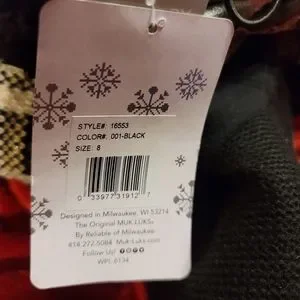 STYLE#: 16553
COLOR#: 001-BLACK
SIZE: 8
0 33977 31912 7
Designed in Milwaukee, WI 53214
The Original MUK LUKS®
By Reliable of Milwaukee
414.272.5084 Muk-Luks.com
Follow Us!
WPL 6134